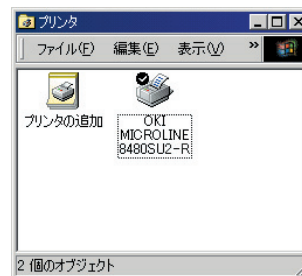 プリンタ
ファイル(F) 編集(E) 表示(V) »
プリンタの追加
OKI
MICROLINE
8480SU2-R
2 個のオブジェクト